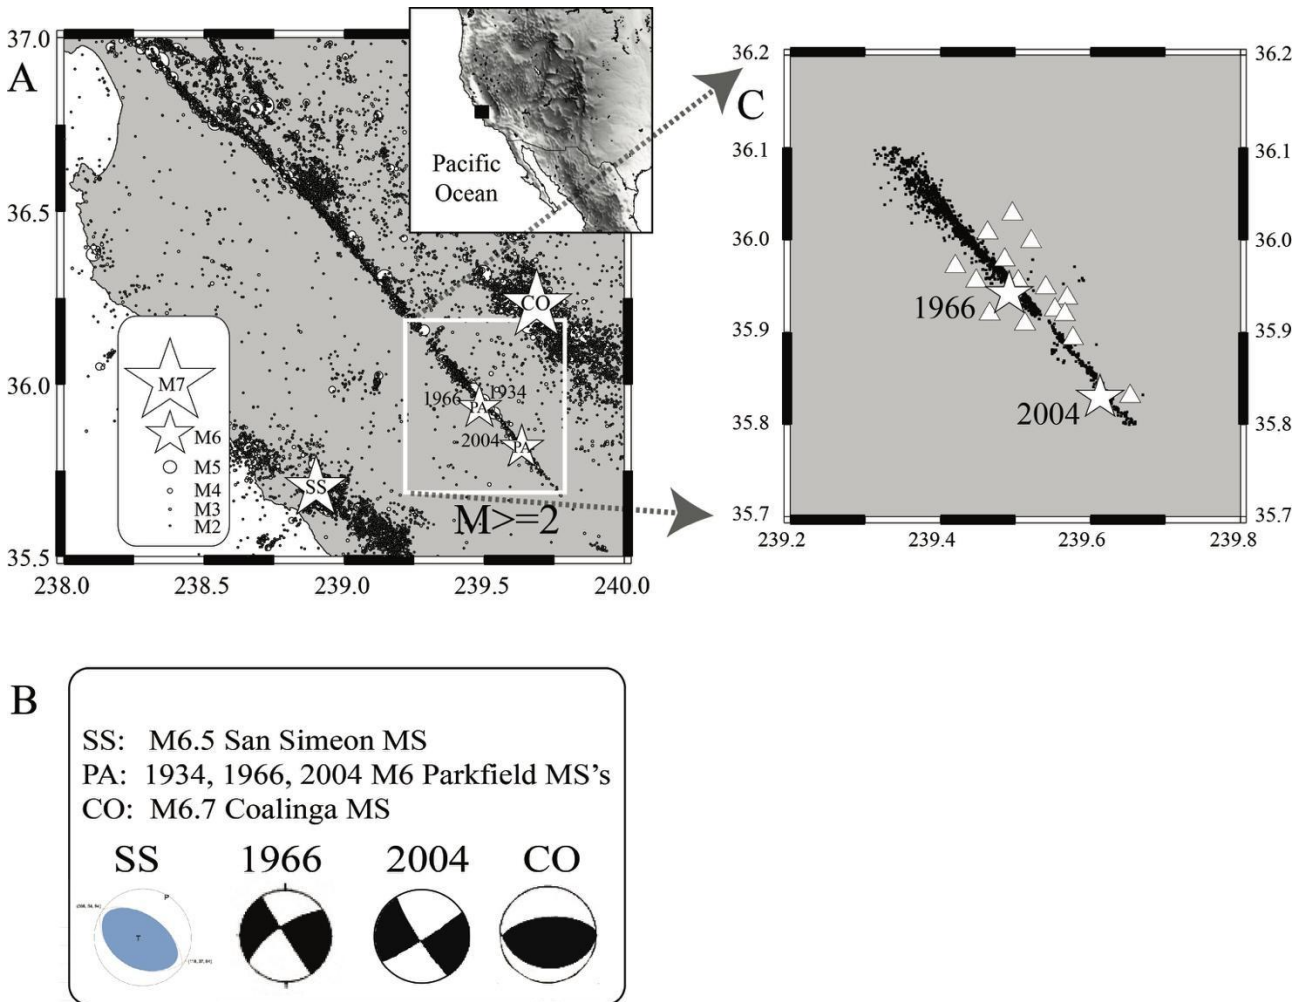 A
37.0
36.5
36.0
35.5
238.0
238.5
239.0
239.5
240.0
Pacific
Ocean
CO
1966
1934
PA
2004
PA
SS
M>=2
M7
M6
M5
M4
M3
M2
C
36.2
36.1
36.0
35.9
35.8
35.7
36.2
36.1
36.0
35.9
35.8
35.7
239.2
239.4
239.6
239.8
1966
2004
B
SS: M6.5 San Simeon MS
PA: 1934, 1966, 2004 M6 Parkfield MS's
CO: M6.7 Coalinga MS
SS
1966
2004
CO
P
T